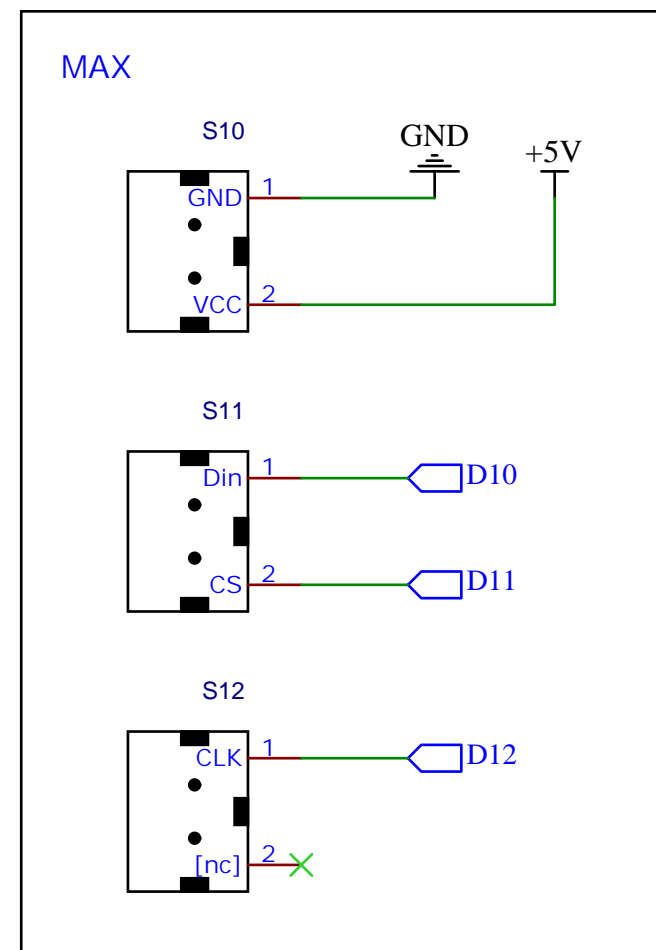 MAX
S10
GND
+5V
GND 1
VCC 2
S11
Din 1
D10
CS 2
D11
S12
CLK 1
D12
[nc] 2